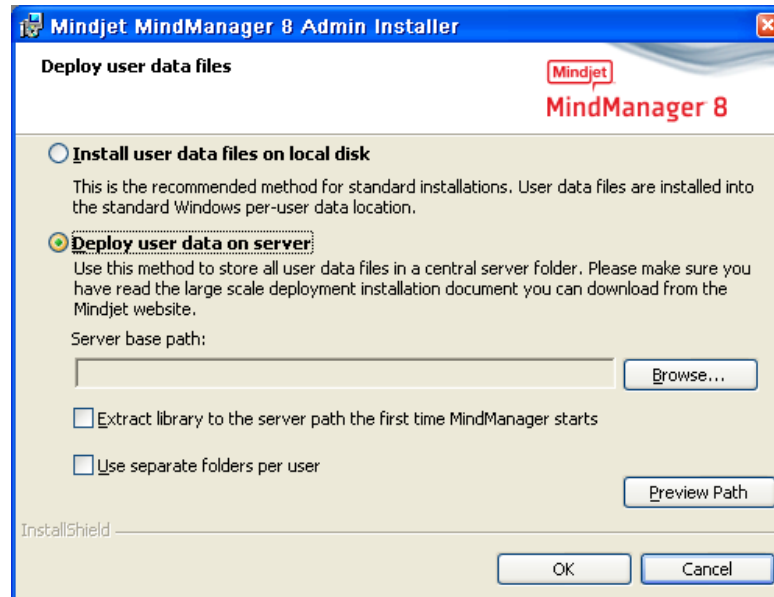 Mindjet MindManager 8 Admin Installer
Deploy user data files
Mindjet
MindManager 8
Install user data files on local disk
This is the recommended method for standard installations. User data files are installed into
the standard Windows per-user data location.
Deploy user data on server
Use this method to store all user data files in a central server folder. Please make sure you
have read the large scale deployment installation document you can download from the
Mindjet website.
Server base path:
Browse...
Extract library to the server path the first time MindManager starts
Use separate folders per user
Preview Path
InstallShield
OK
Cancel